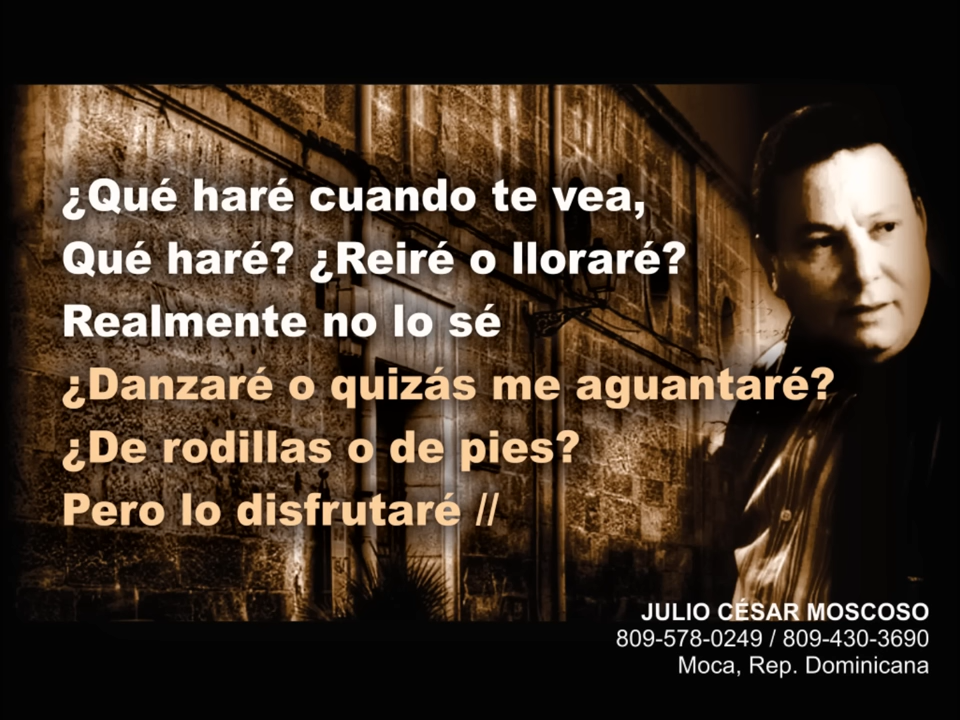 ¿Qué haré cuando te vea,
Qué haré? ¿Reiré o lloraré?
Realmente no lo sé
¿Danzaré o quizás me aguantaré?
¿De rodillas o de pies?
Pero lo disfrutaré //
JULIO CÉSAR MOSCOSO
809-578-0249 / 809-430-3690
Moca, Rep. Dominicana